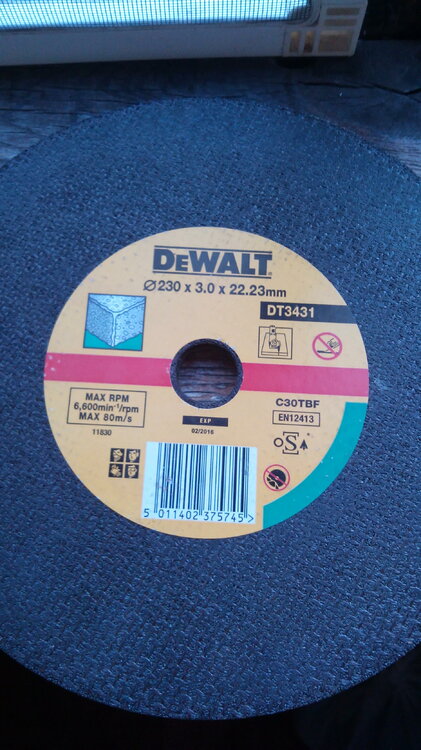 DEWALT
Ø230 x 3.0 x 22.23mm
DT3431
MAX RPM
6,600min⁻¹/rpm
MAX 80m/s
11830
C30TBF
EN12413
EXP
02/2016
oSA
5 011402 375745 >